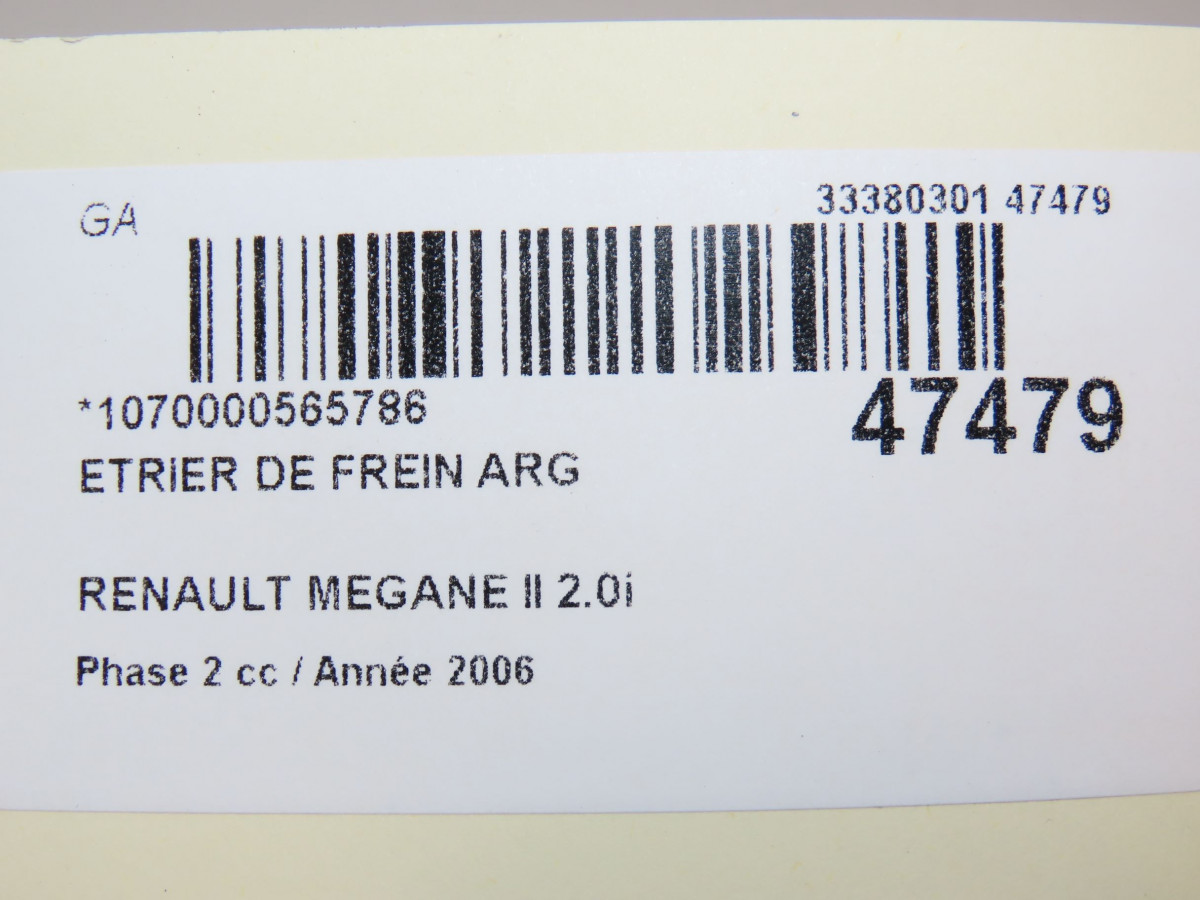 GA
33380301 47479
*1070000565786
47479
ETRiER DE FREIN ARG
RENAULT MEGANE II 2.0i
Phase 2 cc / Année 2006